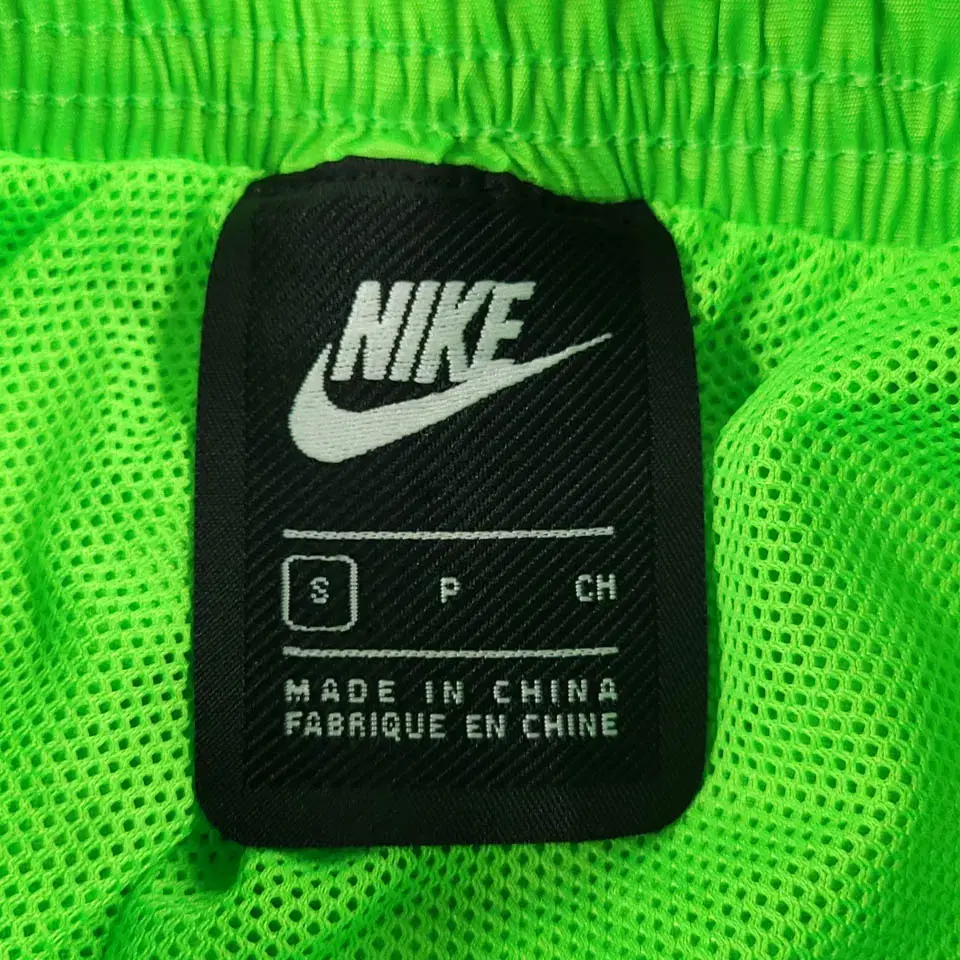 NIKE
S P CH
MADE IN CHINA
FABRIQUE EN CHINE